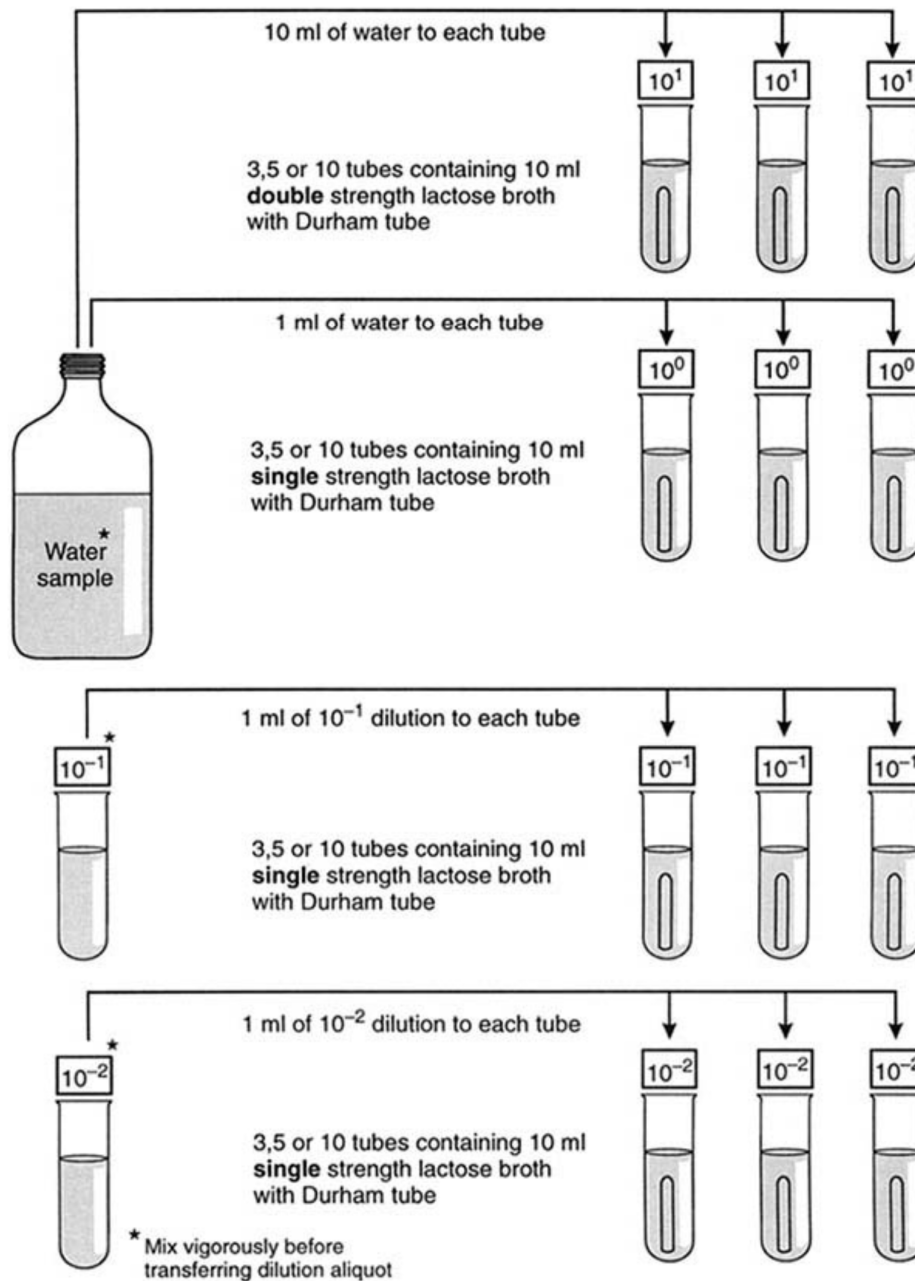 10 ml of water to each tube
10¹ 10¹ 10¹
3,5 or 10 tubes containing 10 ml
double strength lactose broth
with Durham tube
1 ml of water to each tube
10⁰ 10⁰ 10⁰
3,5 or 10 tubes containing 10 ml
single strength lactose broth
with Durham tube
★
Water
sample
1 ml of 10⁻¹ dilution to each tube
★
10⁻¹ 10⁻¹ 10⁻¹ 10⁻¹
3,5 or 10 tubes containing 10 ml
single strength lactose broth
with Durham tube
1 ml of 10⁻² dilution to each tube
★
10⁻² 10⁻² 10⁻² 10⁻²
3,5 or 10 tubes containing 10 ml
single strength lactose broth
with Durham tube
★ Mix vigorously before
transferring dilution aliquot